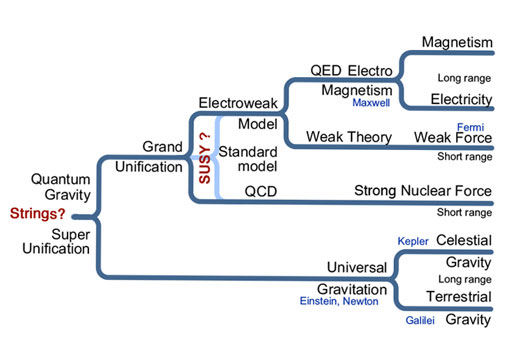 Magnetism
QED Electro
Magnetism
Maxwell
Long range
Electricity
Electroweak
Model
Fermi
Weak Theory
Weak Force
Short range
Grand
Unification
SUSY ?
Standard
model
QCD
Strong Nuclear Force
Short range
Quantum
Gravity
Strings?
Super
Unification
Kepler Celestial
Gravity
Universal
Gravitation
Einstein, Newton
Long range
Terrestrial
Galilei Gravity